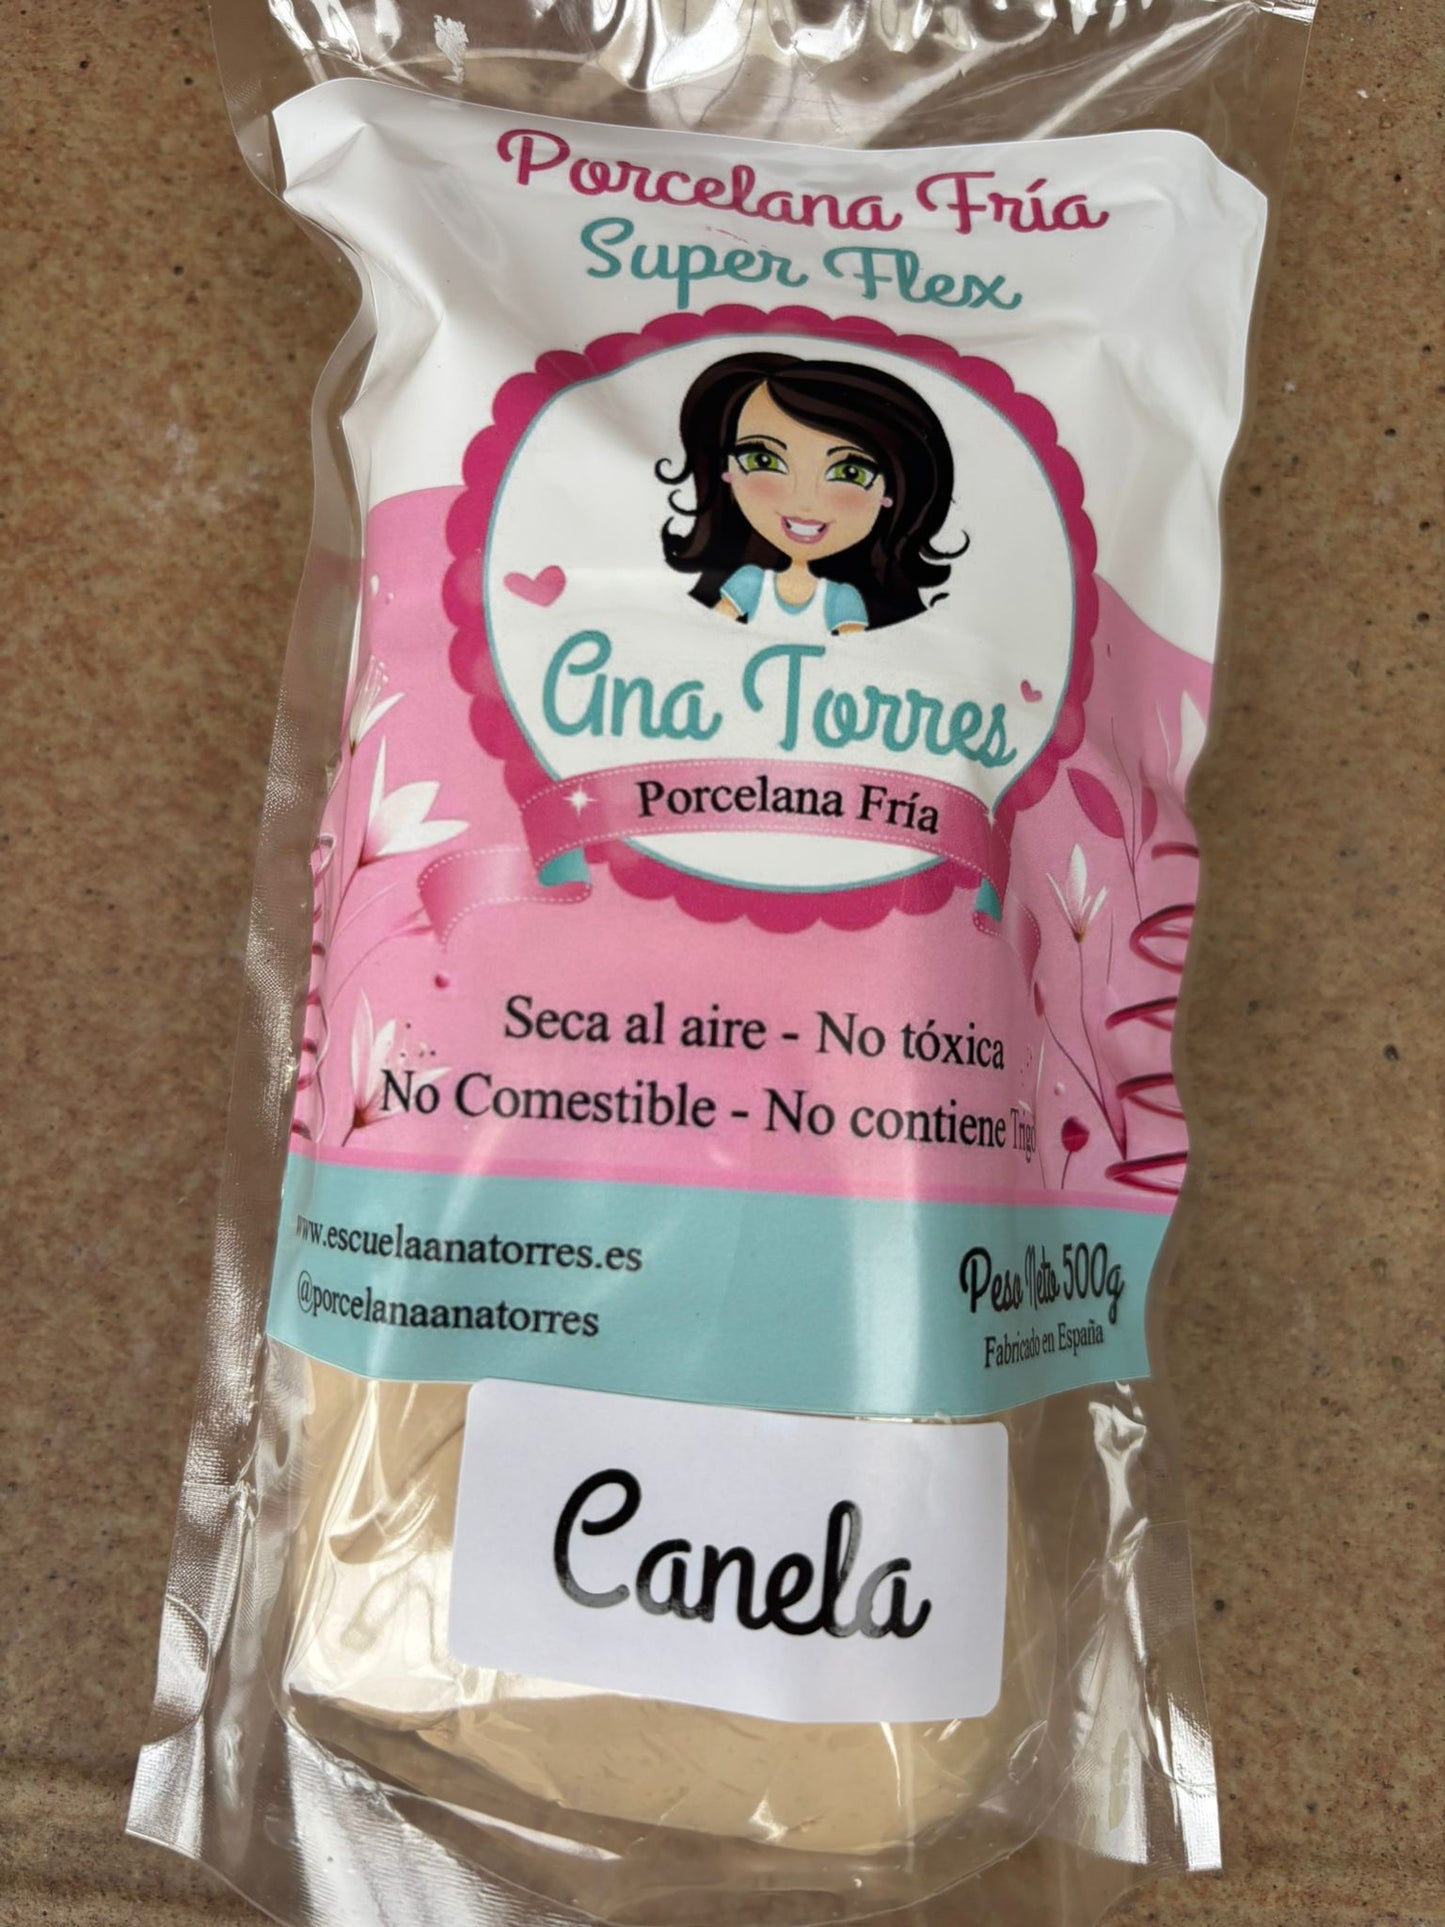 Porcelana Fría
Super Flex
Ana Torres
Porcelana Fría
Seca al aire - No tóxica
No Comestible - No contiene Trigo
www.escuelaanatorres.es
@porcelanaanatorres
Peso Neto 500g
Fabricado en España
Canela